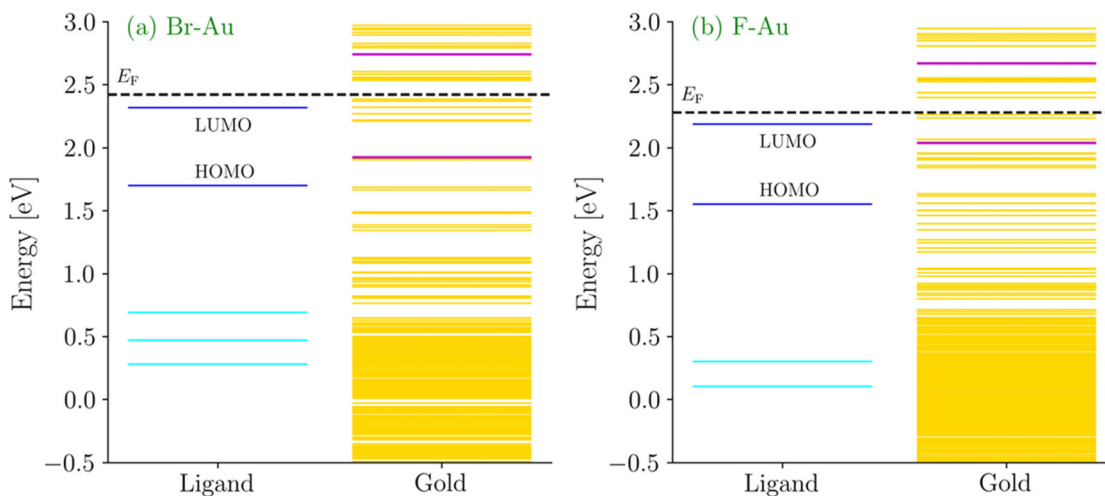 (a) Br-Au
Energy [eV]
3.0
2.5
2.0
1.5
1.0
0.5
0.0
−0.5
E_F
LUMO
HOMO
Ligand
Gold
(b) F-Au
Energy [eV]
3.0
2.5
2.0
1.5
1.0
0.5
0.0
−0.5
E_F
LUMO
HOMO
Ligand
Gold